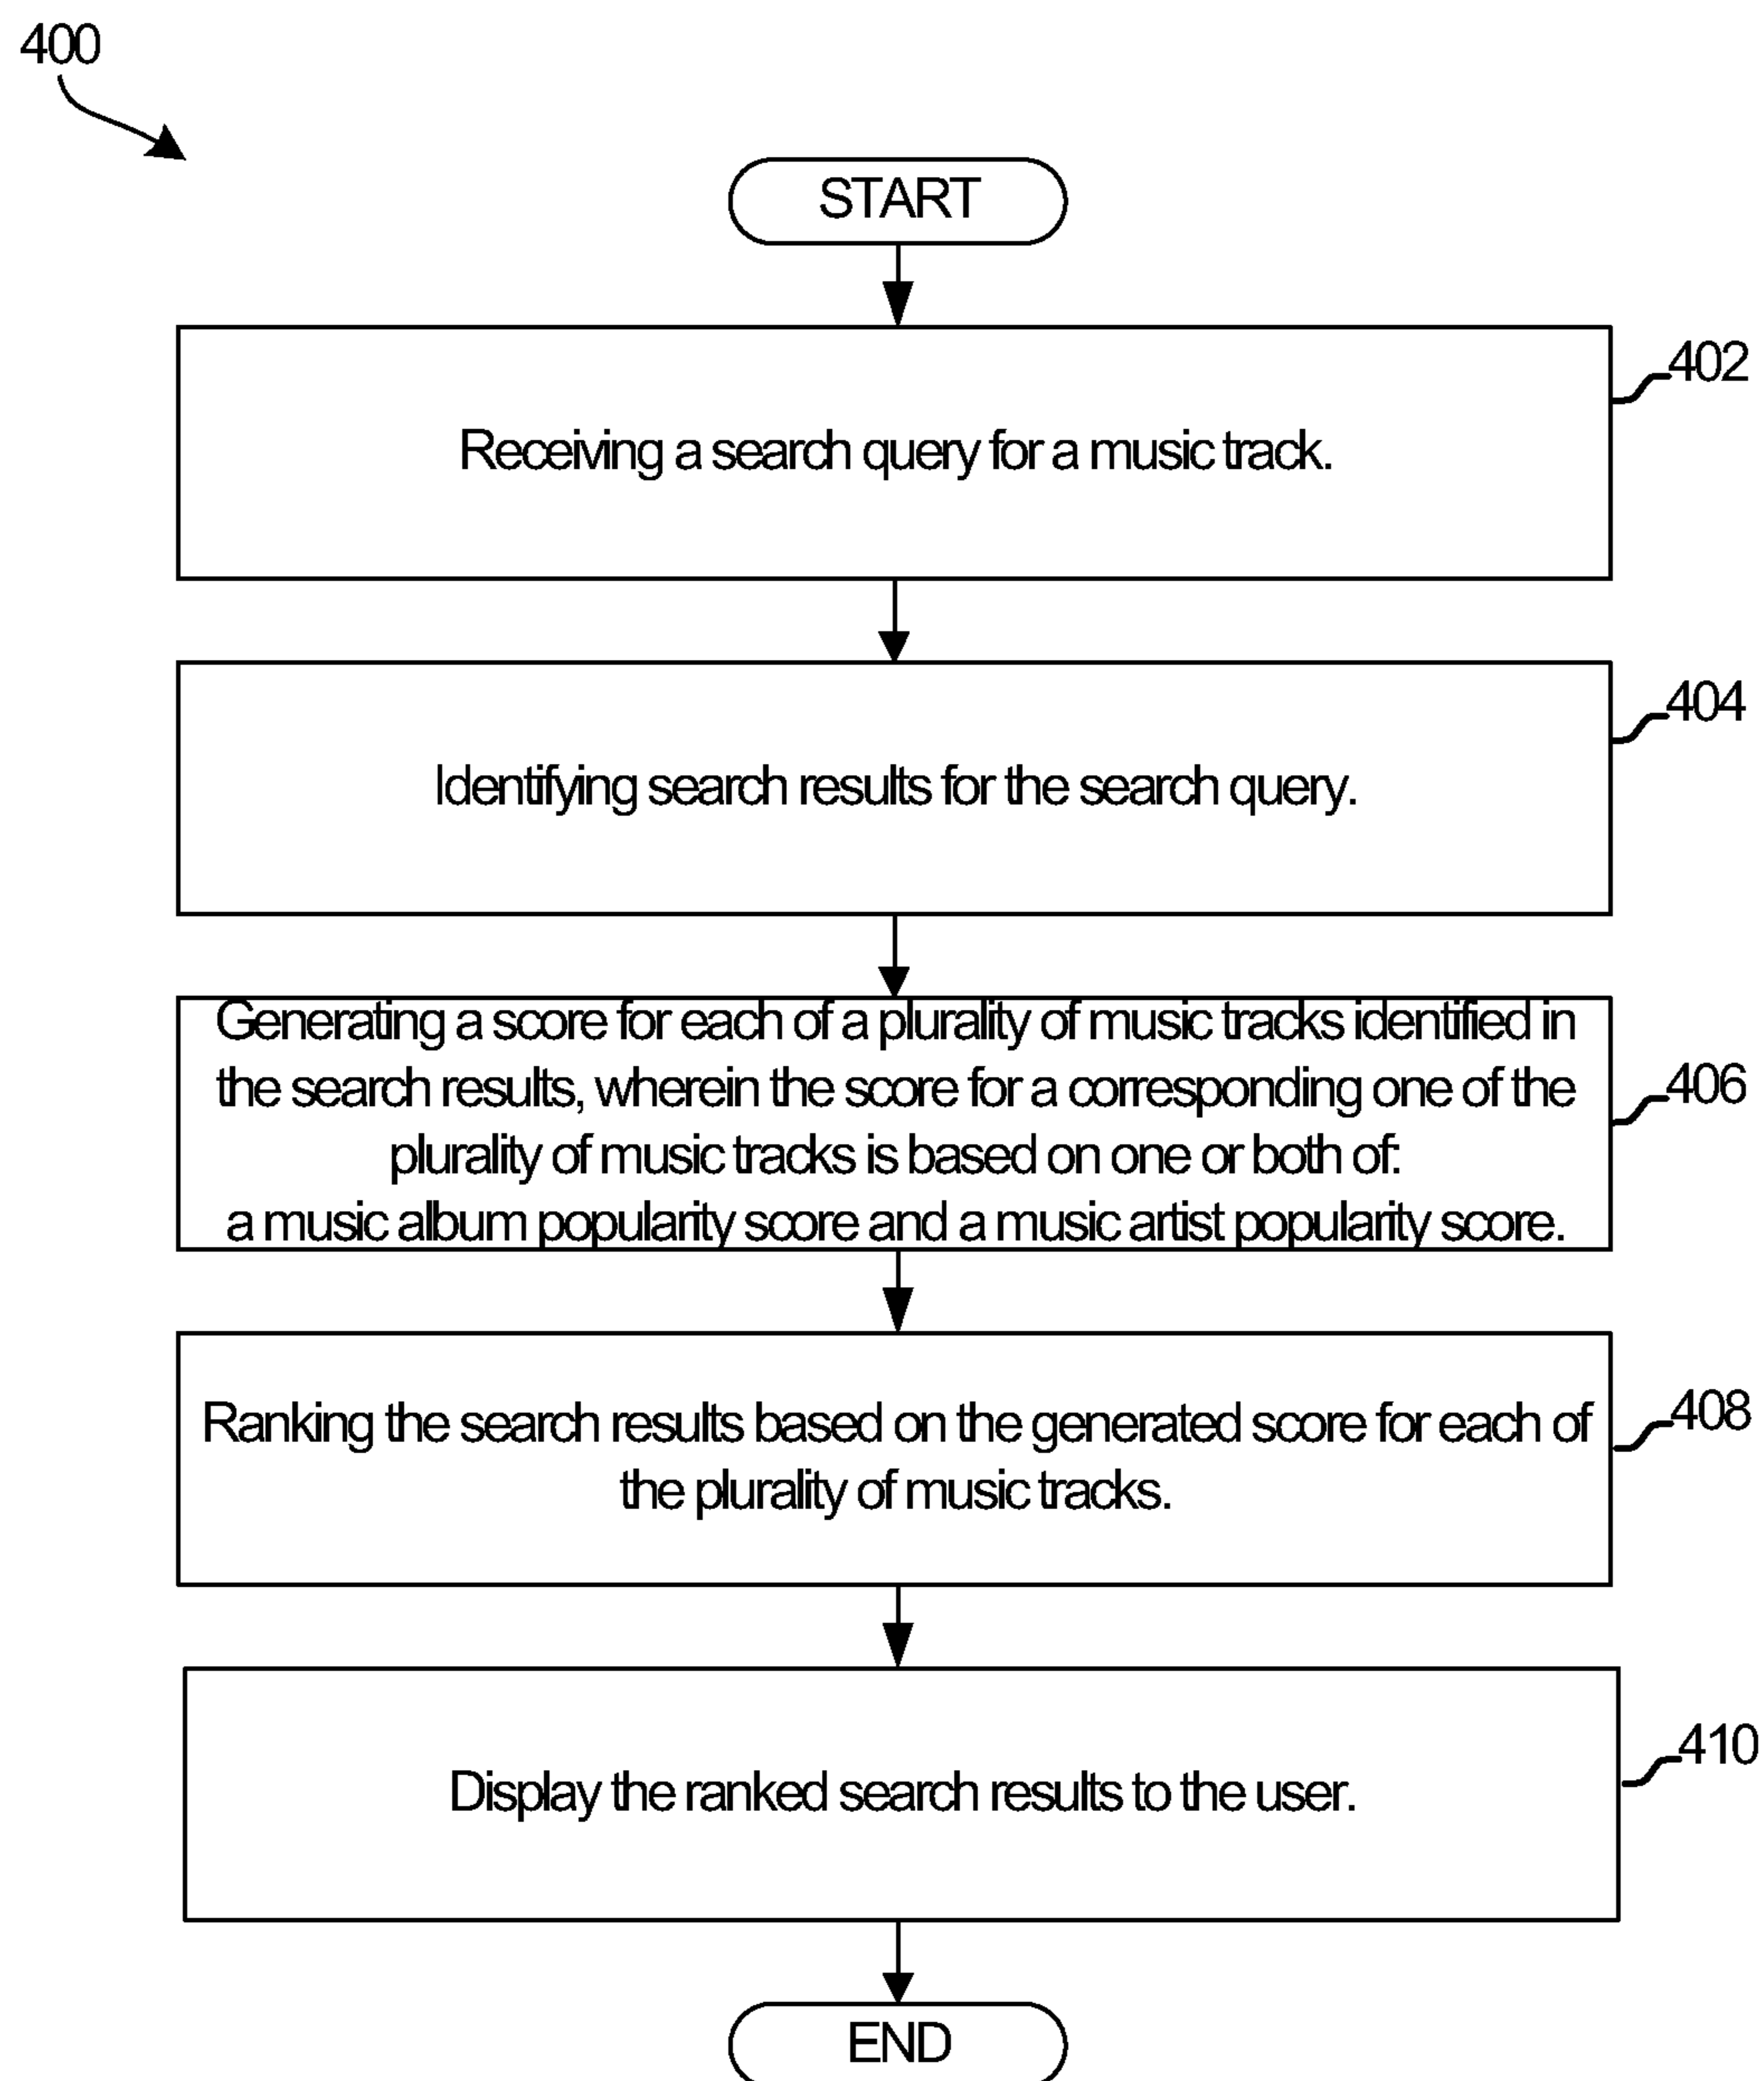 400
START
402
Receiving a search query for a music track.
404
Identifying search results for the search query.
Generating a score for each of a plurality of music tracks identified in
the search results, wherein the score for a corresponding one of the
406
plurality of music tracks is based on one or both of:
a music album popularity score and a music artist popularity score.
408
Ranking the search results based on the generated score for each of
the plurality of music tracks.
410
Display the ranked search results to the user.
END